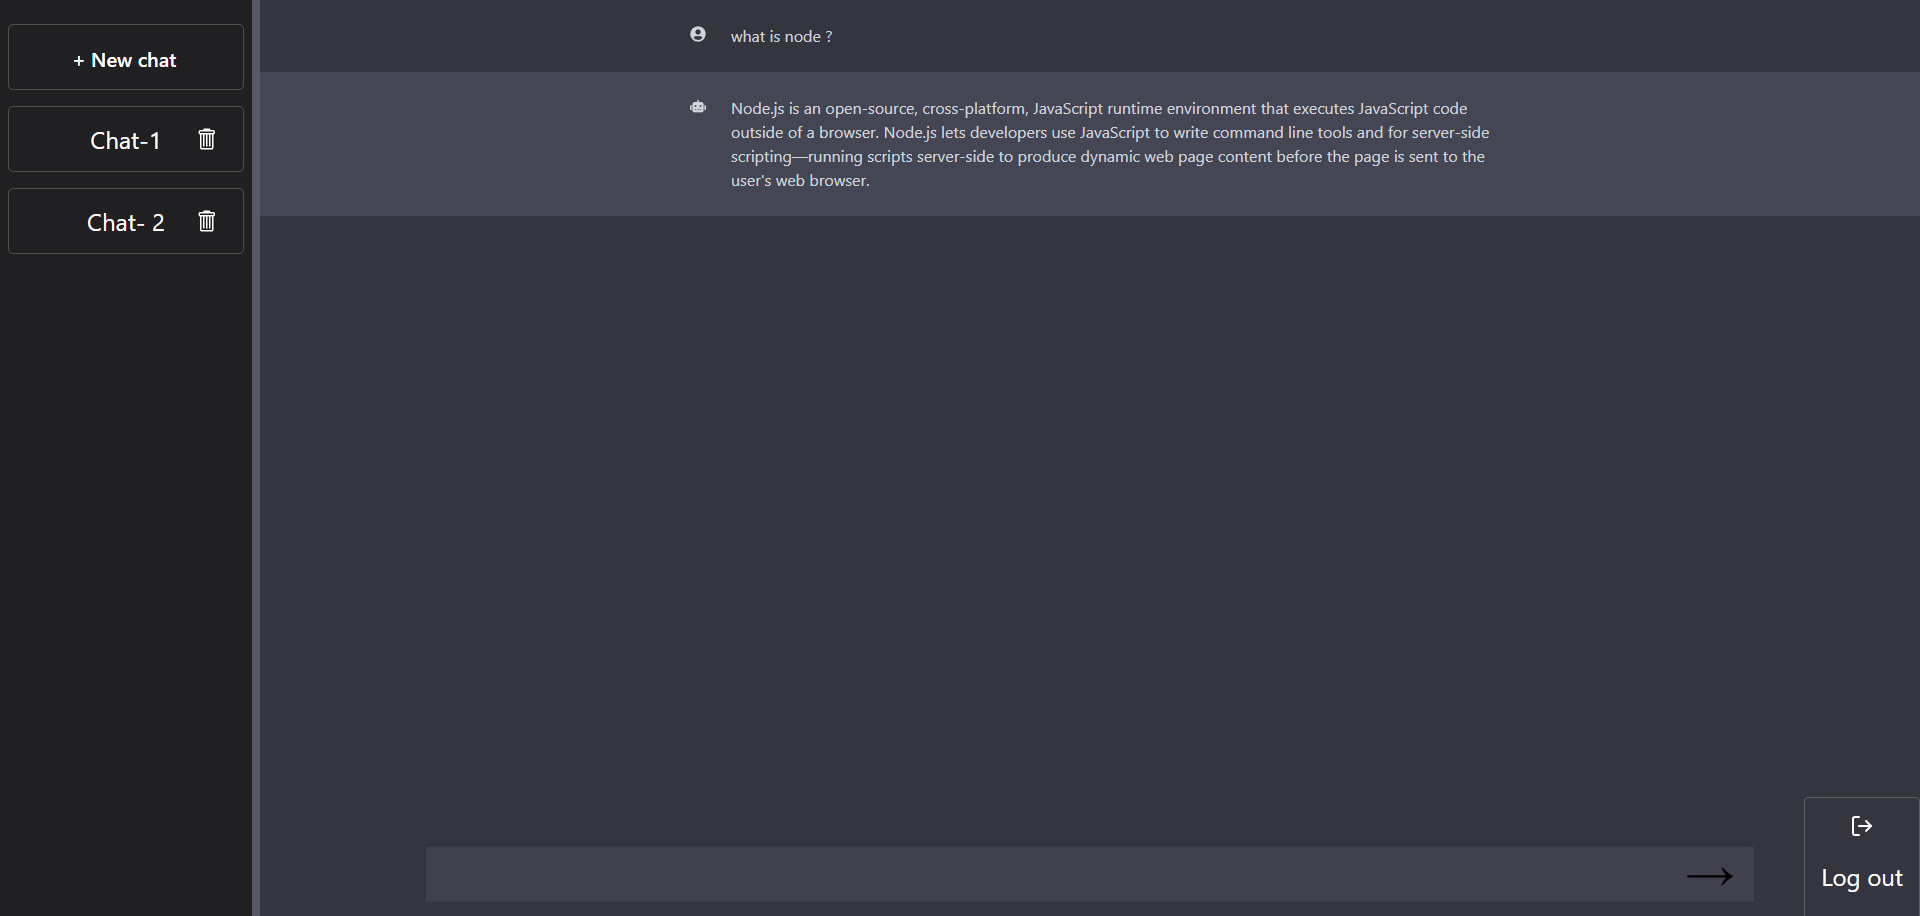 + New chat
Chat-1
Chat- 2
what is node ?
Node.js is an open-source, cross-platform, JavaScript runtime environment that executes JavaScript code
outside of a browser. Node.js lets developers use JavaScript to write command line tools and for server-side
scripting—running scripts server-side to produce dynamic web page content before the page is sent to the
user's web browser.
Log out